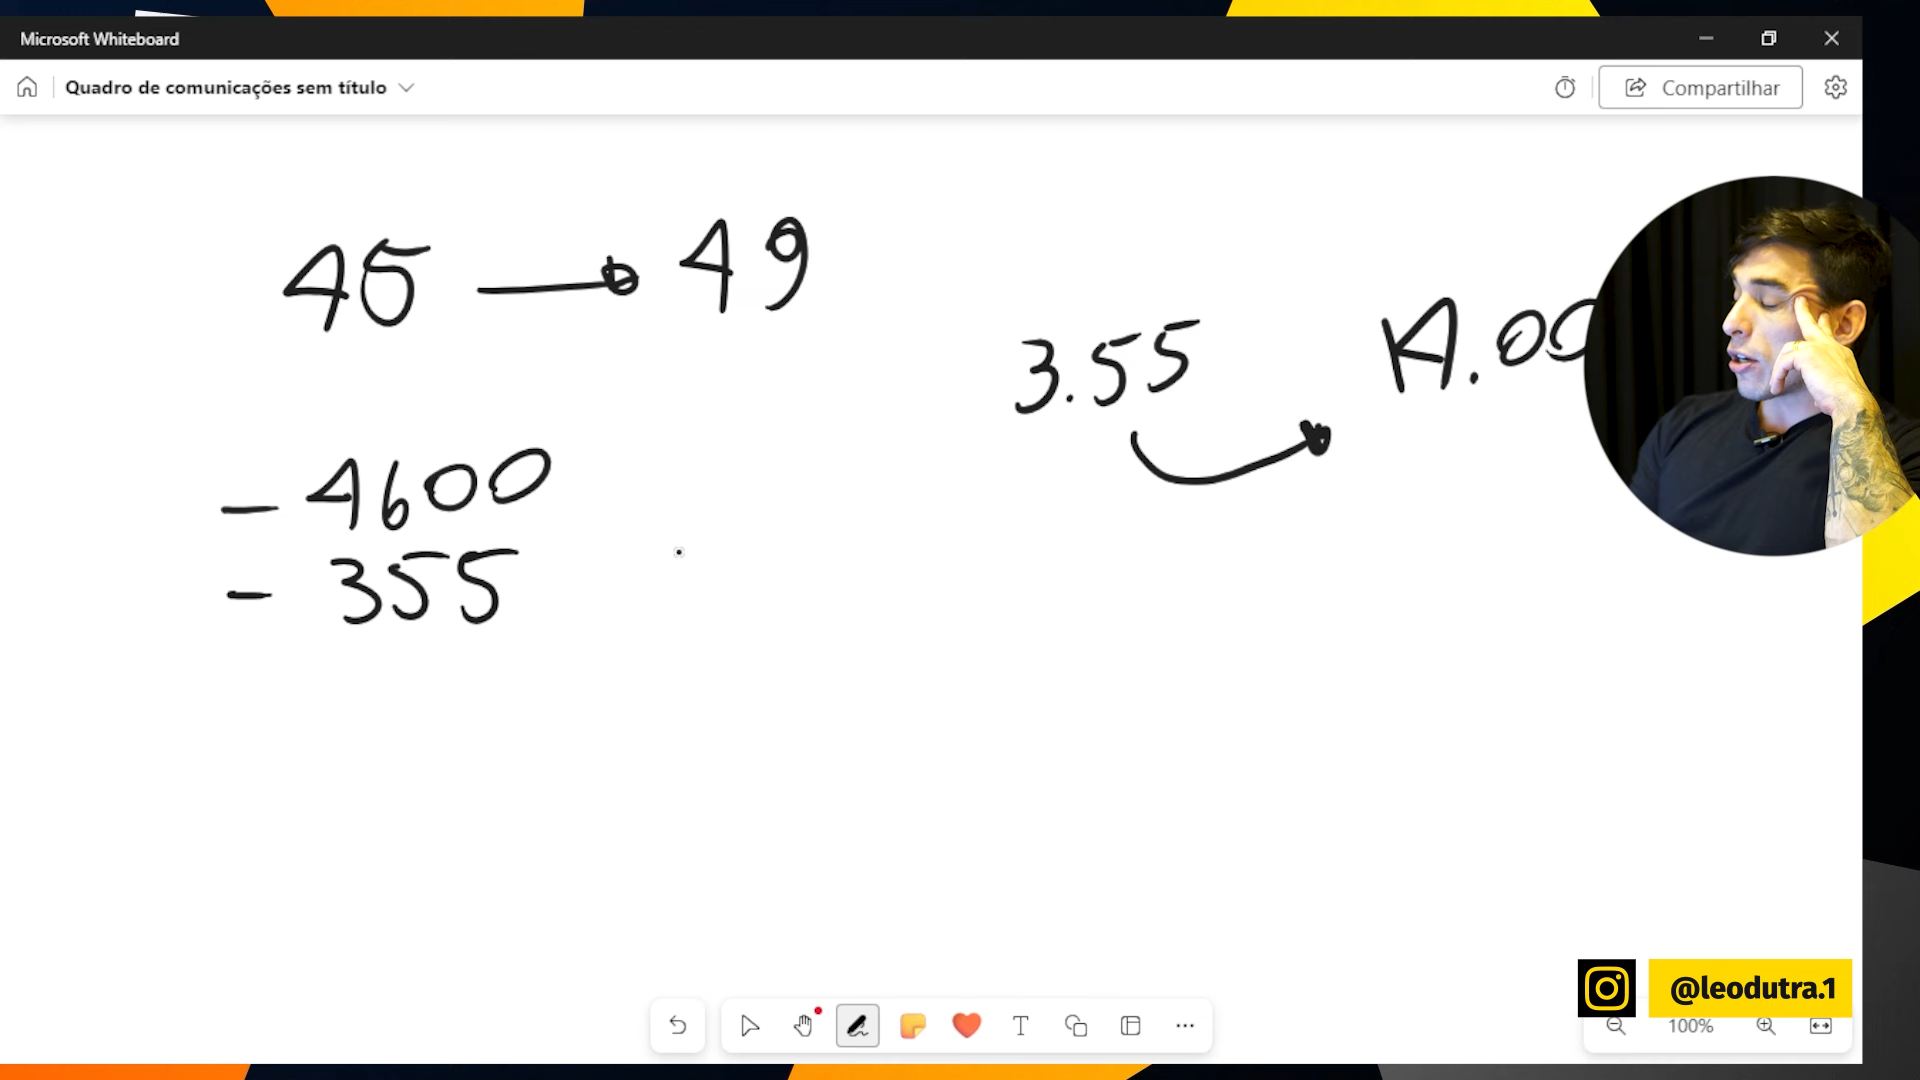 Microsoft Whiteboard
Quadro de comunicações sem título
Compartilhar
45 → 49
3.55
- 4600
- 355
@leodutra.1
100%